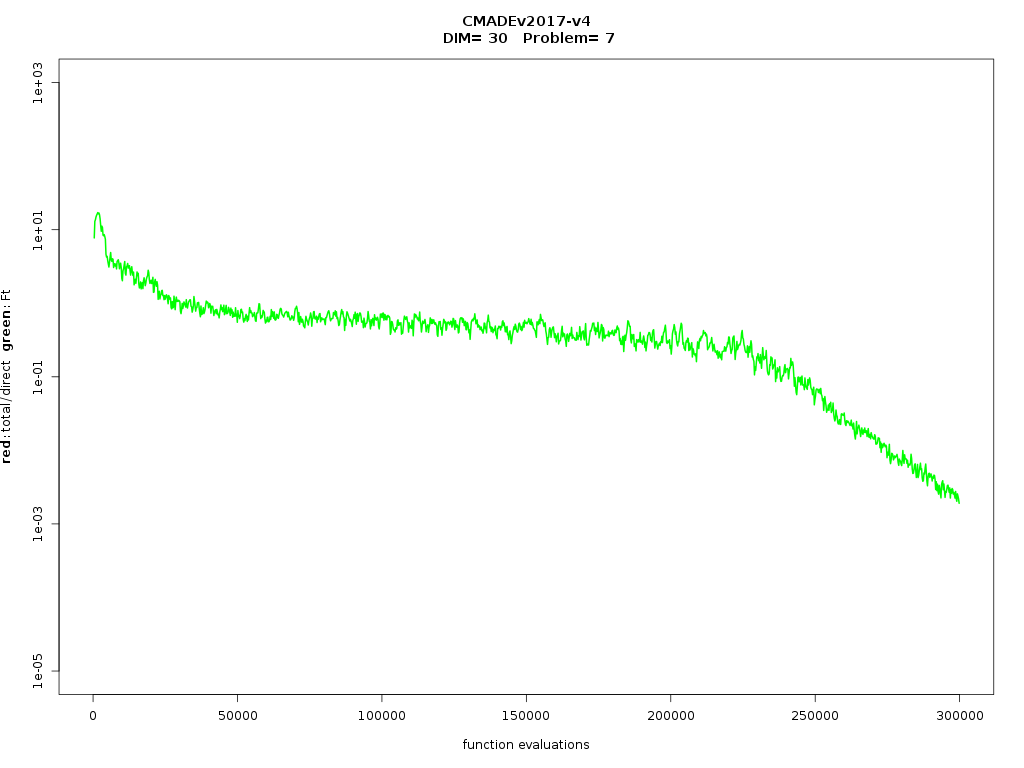 CMADEv2017-v4
DIM= 30 Problem= 7
1e+03
1e+01
1e-01
1e-03
1e-05
red:total/direct green: Ft
0
50000
100000
150000
200000
250000
300000
function evaluations